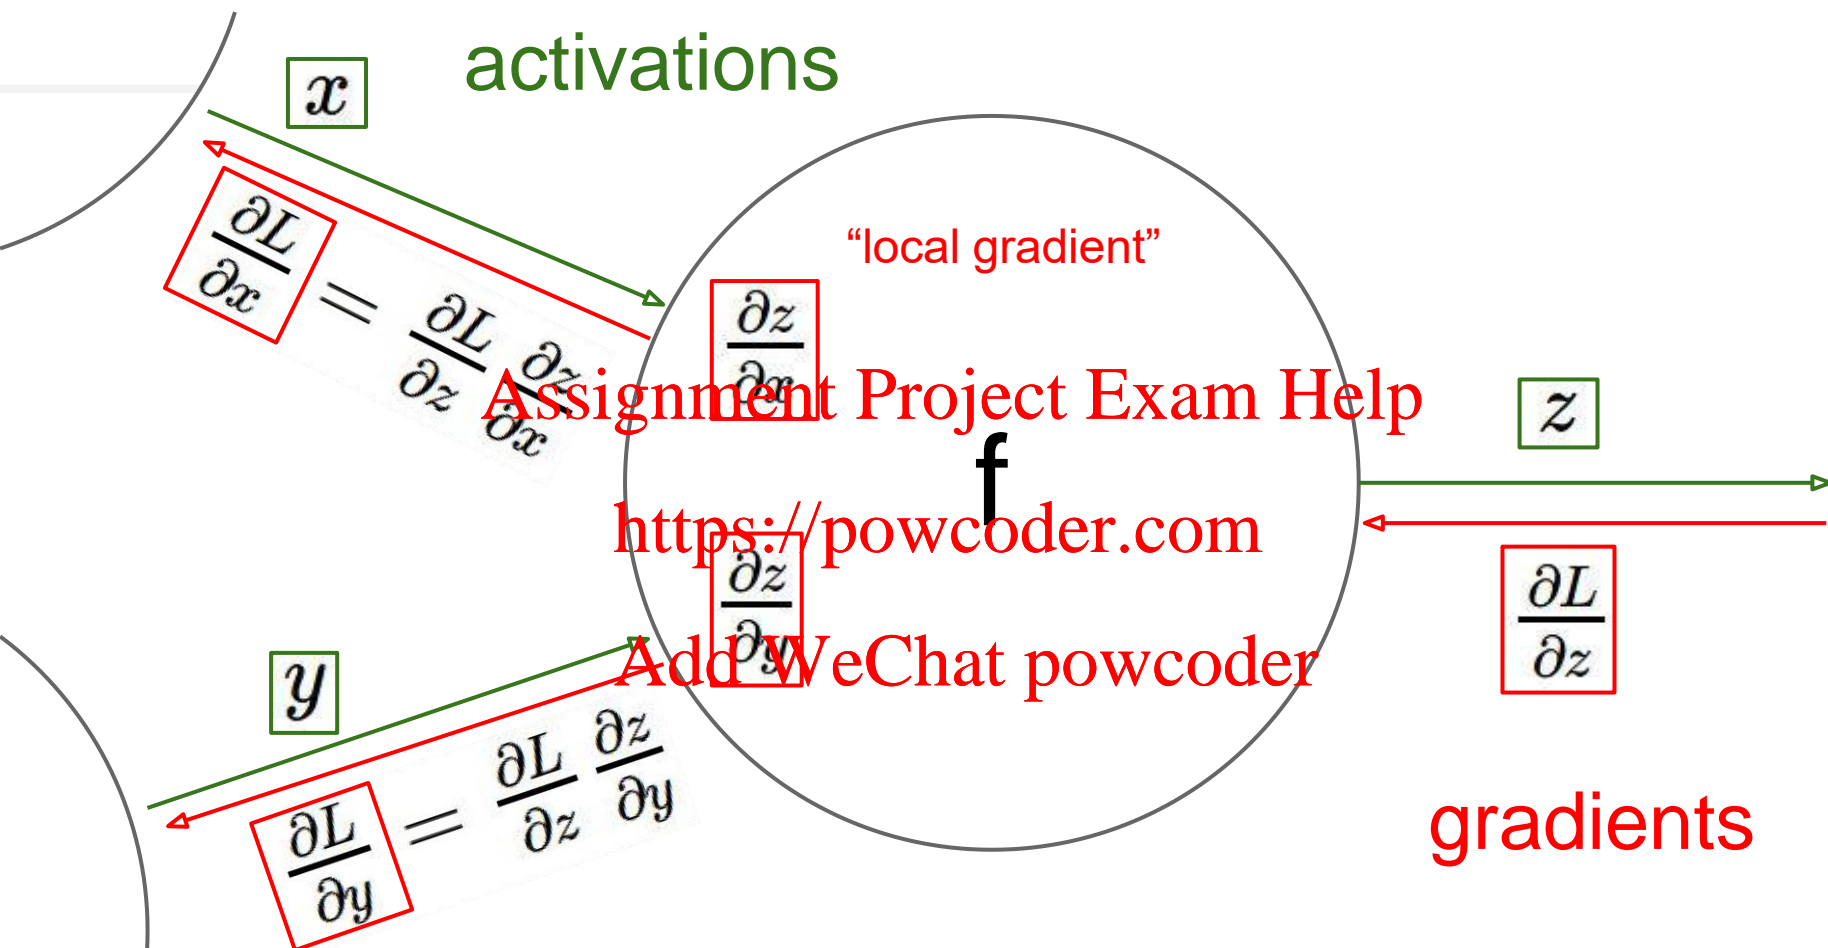 activations
x
“local gradient”
∂L/∂x = ∂L/∂z ∂z/∂x
∂z/∂x
Assignment Project Exam Help
z
f
https://powcoder.com
∂z/∂y
∂L/∂z
Add WeChat powcoder
y
∂L/∂y = ∂L/∂z ∂z/∂y
gradients